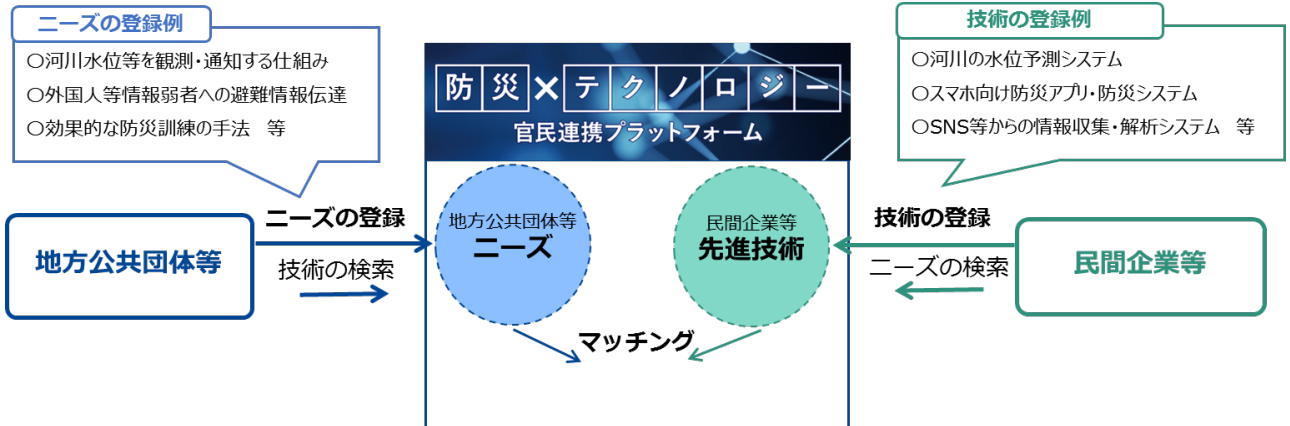 ニーズの登録例
〇河川水位等を観測・通知する仕組み
〇外国人等情報弱者への避難情報伝達
〇効果的な防災訓練の手法　等
技術の登録例
〇河川の水位予測システム
〇スマホ向け防災アプリ・防災システム
〇SNS等からの情報収集・解析システム　等
防災×テクノロジー
官民連携プラットフォーム
地方公共団体等
ニーズの登録
技術の検索
地方公共団体等
ニーズ
民間企業等
先進技術
マッチング
技術の登録
ニーズの検索
民間企業等